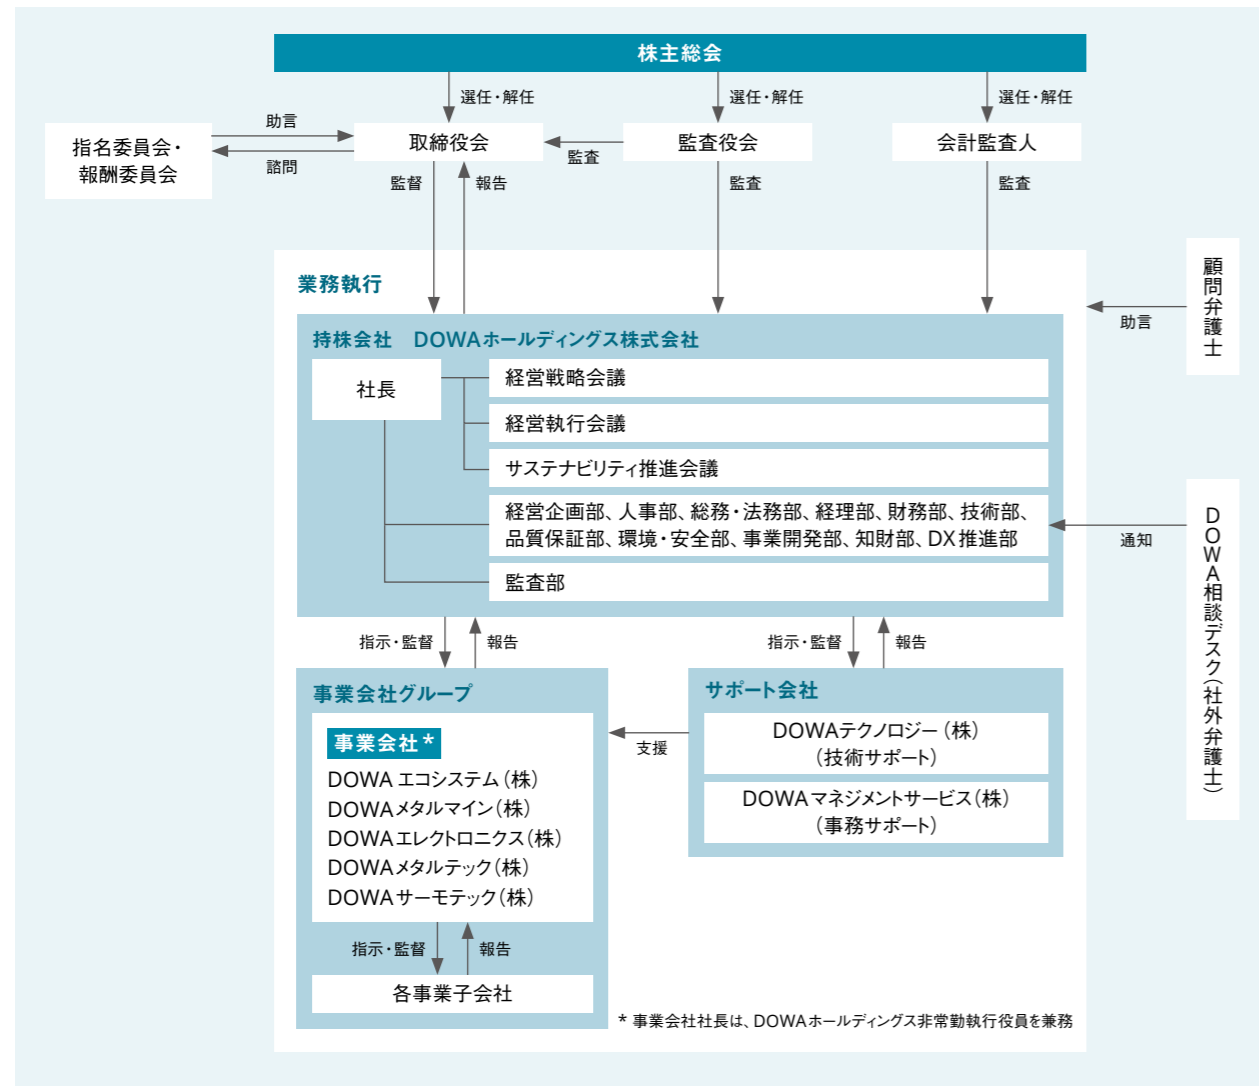 株主総会
選任・解任
選任・解任
選任・解任
指名委員会・
報酬委員会
助言
諮問
取締役会
監査
監査役会
会計監査人
監督
報告
監査
監査
業務執行
顧問弁護士
助言
持株会社　DOWAホールディングス株式会社
社長
経営戦略会議
経営執行会議
サステナビリティ推進会議
経営企画部、人事部、総務・法務部、経理部、財務部、技術部、
品質保証部、環境・安全部、事業開発部、知財部、DX推進部
監査部
通知
DOWA相談デスク（社外弁護士）
指示・監督
報告
指示・監督
報告
事業会社グループ
事業会社*
DOWAエコシステム（株）
DOWAメタルマイン（株）
DOWAエレクトロニクス（株）
DOWAメタルテック（株）
DOWAサーモテック（株）
指示・監督
報告
各事業子会社
支援
サポート会社
DOWAテクノロジー（株）
（技術サポート）
DOWAマネジメントサービス（株）
（事務サポート）
* 事業会社社長は、DOWAホールディングス非常勤執行役員を兼務